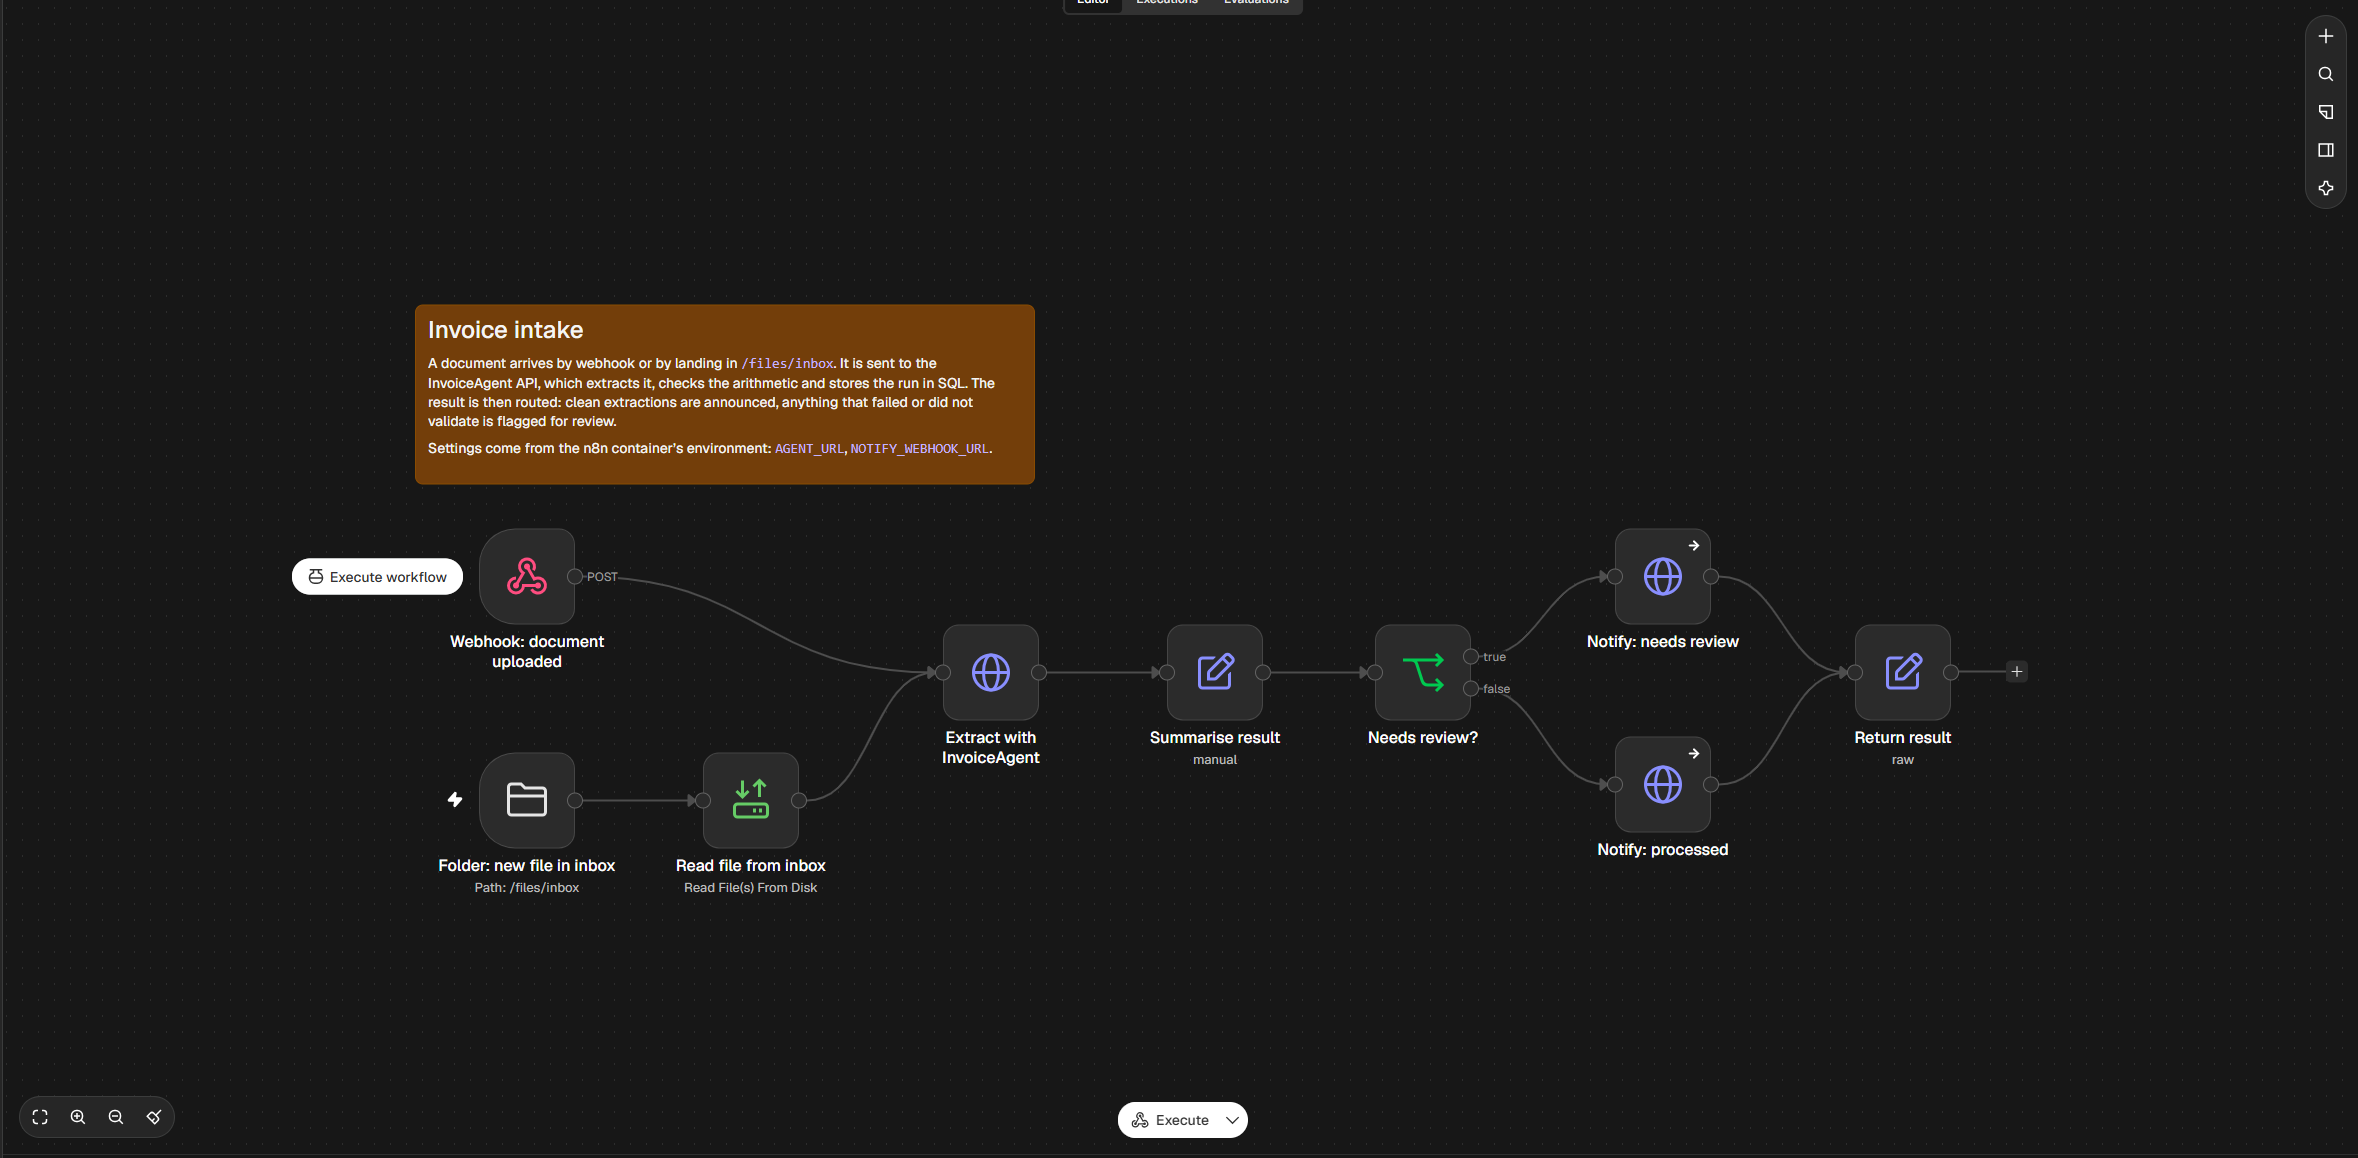 Editor Executions Evaluations
Invoice intake
A document arrives by webhook or by landing in /files/inbox. It is sent to the
InvoiceAgent API, which extracts it, checks the arithmetic and stores the run in SQL. The
result is then routed: clean extractions are announced, anything that failed or did not
validate is flagged for review.
Settings come from the n8n container's environment: AGENT_URL, NOTIFY_WEBHOOK_URL.
Execute workflow
POST
Webhook: document
uploaded
Folder: new file in inbox
Path: /files/inbox
Read file from inbox
Read File(s) From Disk
Extract with
InvoiceAgent
Summarise result
manual
Needs review?
true
false
Notify: needs review
Notify: processed
Return result
raw
Execute